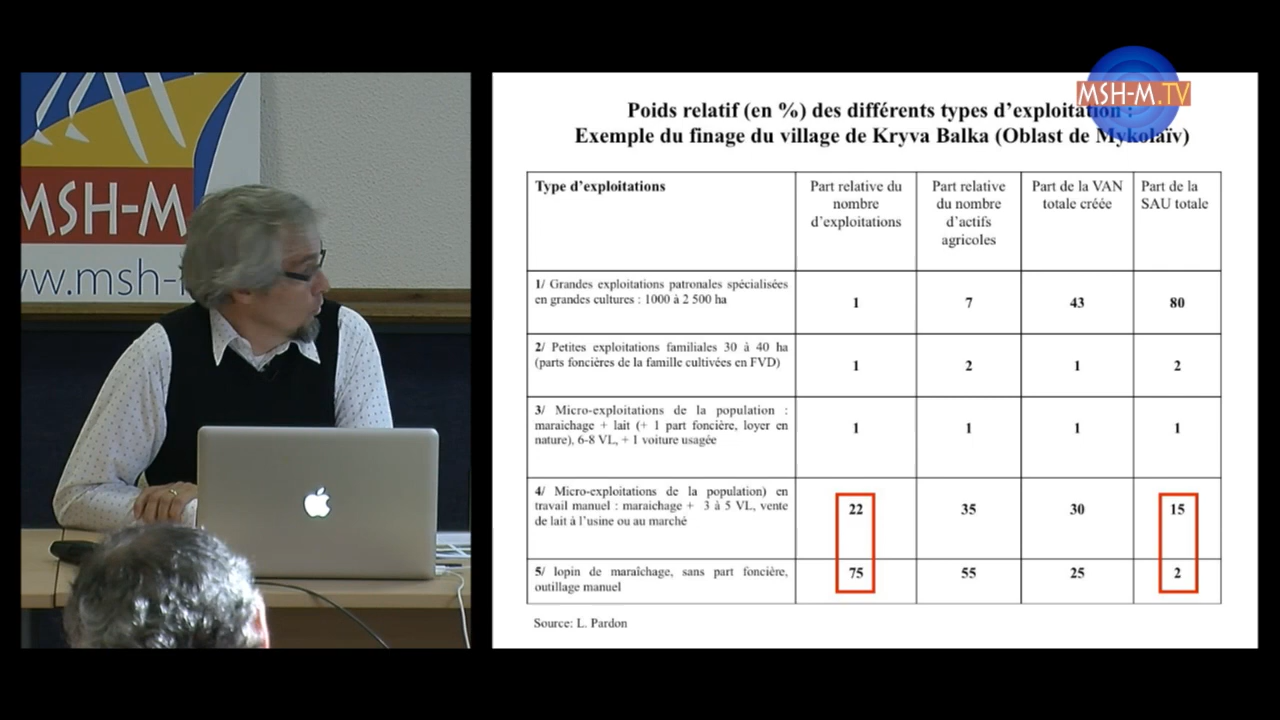 MSH-M.TV
MSH-M
Poids relatif (en %) des différents types d'exploitation :
Exemple du finage du village de Kryva Balka (Oblast de Mykolaïv)
Type d'exploitations
Part relative du
nombre
d'exploitations
Part relative
du nombre
d'actifs
agricoles
Part de la VAN
totale créée
Part de la
SAU totale
1/ Grandes exploitations patronales spécialisées
en grandes cultures : 1000 à 2 500 ha
1 7 43 80
2/ Petites exploitations familiales 30 à 40 ha
(parts foncières de la famille cultivées en FVD)
1 2 1 2
3/ Micro-exploitations de la population :
maraichage + lait (+ 1 part foncière, loyer en
nature), 6-8 VL, + 1 voiture usagée
1 1 1 1
4/ Micro-exploitations de la population) en
travail manuel : maraichage + 3 à 5 VL, vente
de lait à l'usine ou au marché
22 35 30 15
5/ lopin de maraîchage, sans part foncière,
outillage manuel
75 55 25 2
Source: L. Pardon